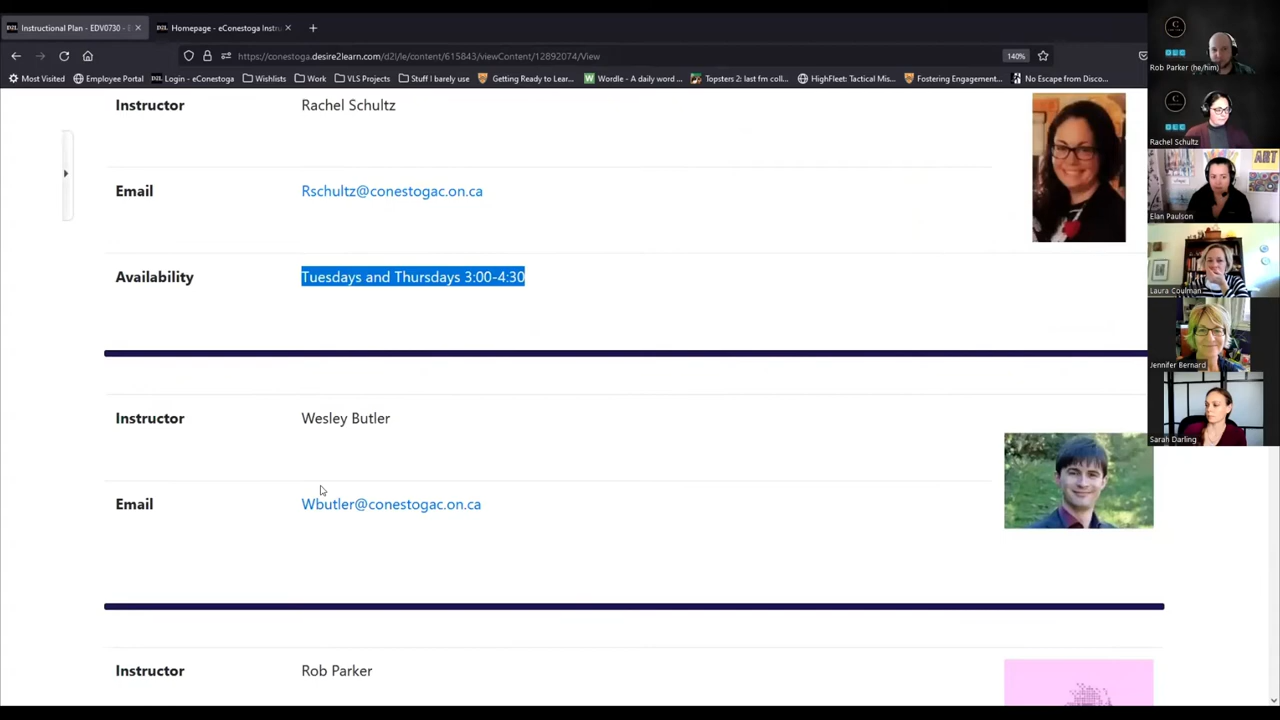 Instructional Plan - EDV0730 - E
Homepage - eConestoga Instru
https://conestoga.desire2learn.com/d2l/le/content/615843/viewContent/12892074/View
140%
Most Visited
Employee Portal
D2L
Login - eConestoga
Wishlists
Work
VLS Projects
Stuff I barely use
Getting Ready to Lear...
Wordle - A daily word ...
Topsters 2: last fm coll...
HighFleet: Tactical Mis...
Fostering Engagement...
No Escape from Disco...
Instructor Rachel Schultz
Email Rschultz@conestogac.on.ca
Availability Tuesdays and Thursdays 3:00-4:30
Instructor Wesley Butler
Email Wbutler@conestogac.on.ca
Instructor Rob Parker
Rob Parker (he/him)
Rachel Schultz
ART
Elan Paulson
Laura Coulman
Jennifer Bernard
Sarah Darling